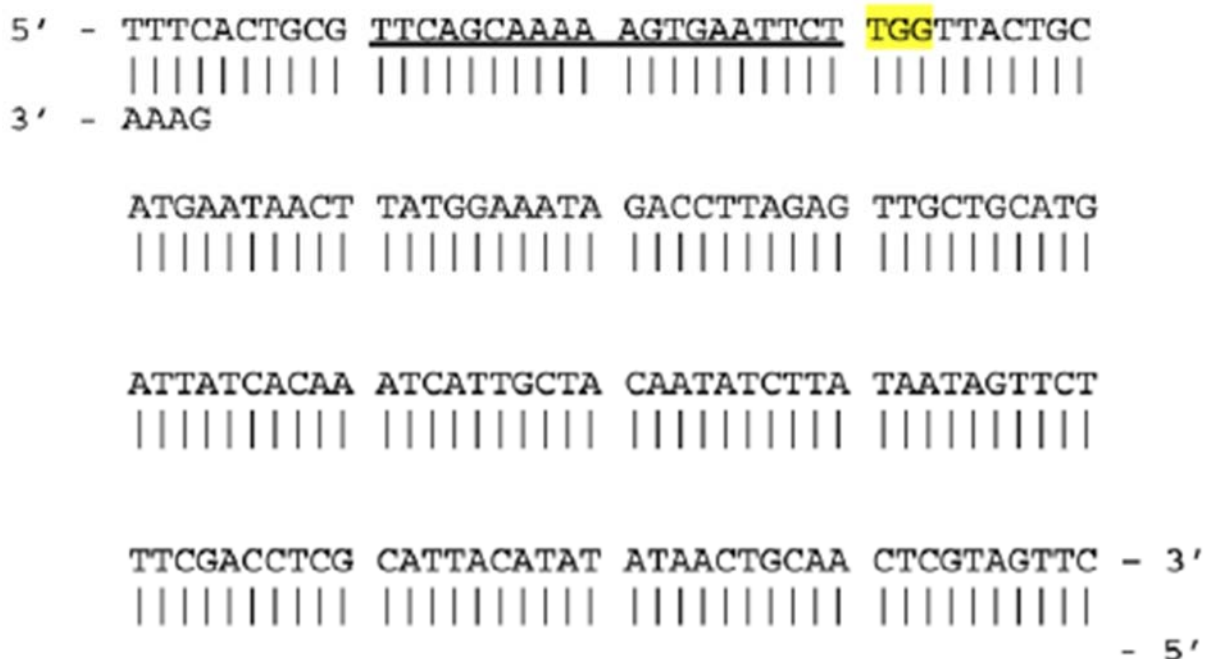 5' - TTTCACTGCG TTCAGCAAAA AGTGAATTCT TGGTTACTGC
3' - AAAG
ATGAATAACT TATGGAAATA GACCTTAGAG TTGCTGCATG
ATTATCACAA ATCATTGCTA CAATATCTTA TAATAGTTCT
TTCGACCTCG CATTACATAT ATAACTGCAA CTCGTAGTTC - 3'
- 5'